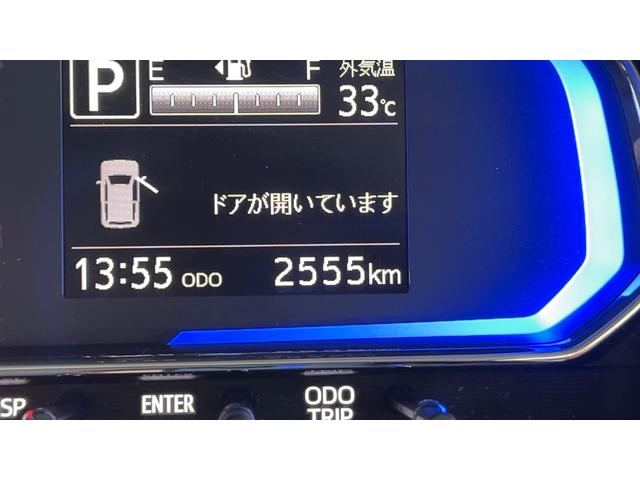 P E F 外気温
33℃
ドアが開いています
13:55 ODO 2555km
SP ENTER ODO
TRIP